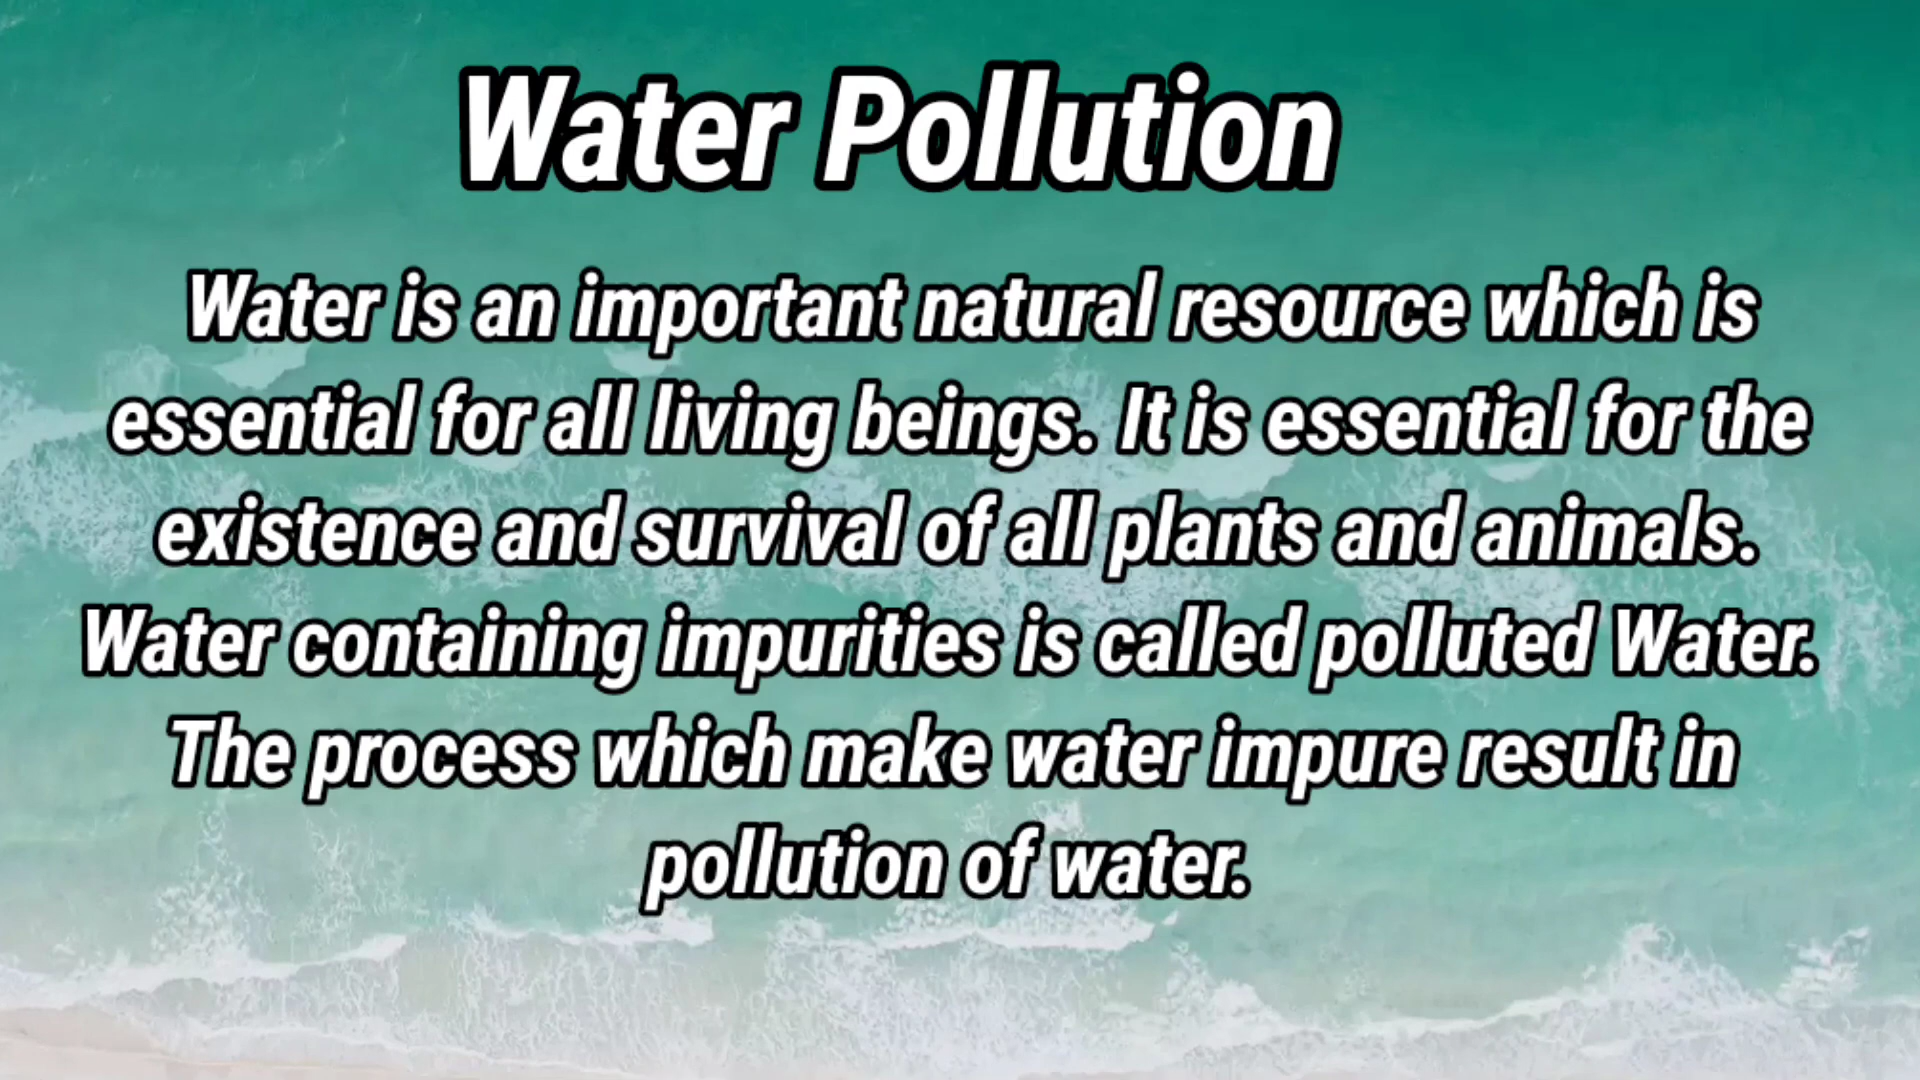 Water Pollution
Water is an important natural resource which is
essential for all living beings. It is essential for the
existence and survival of all plants and animals.
Water containing impurities is called polluted Water.
The process which make water impure result in
pollution of water.